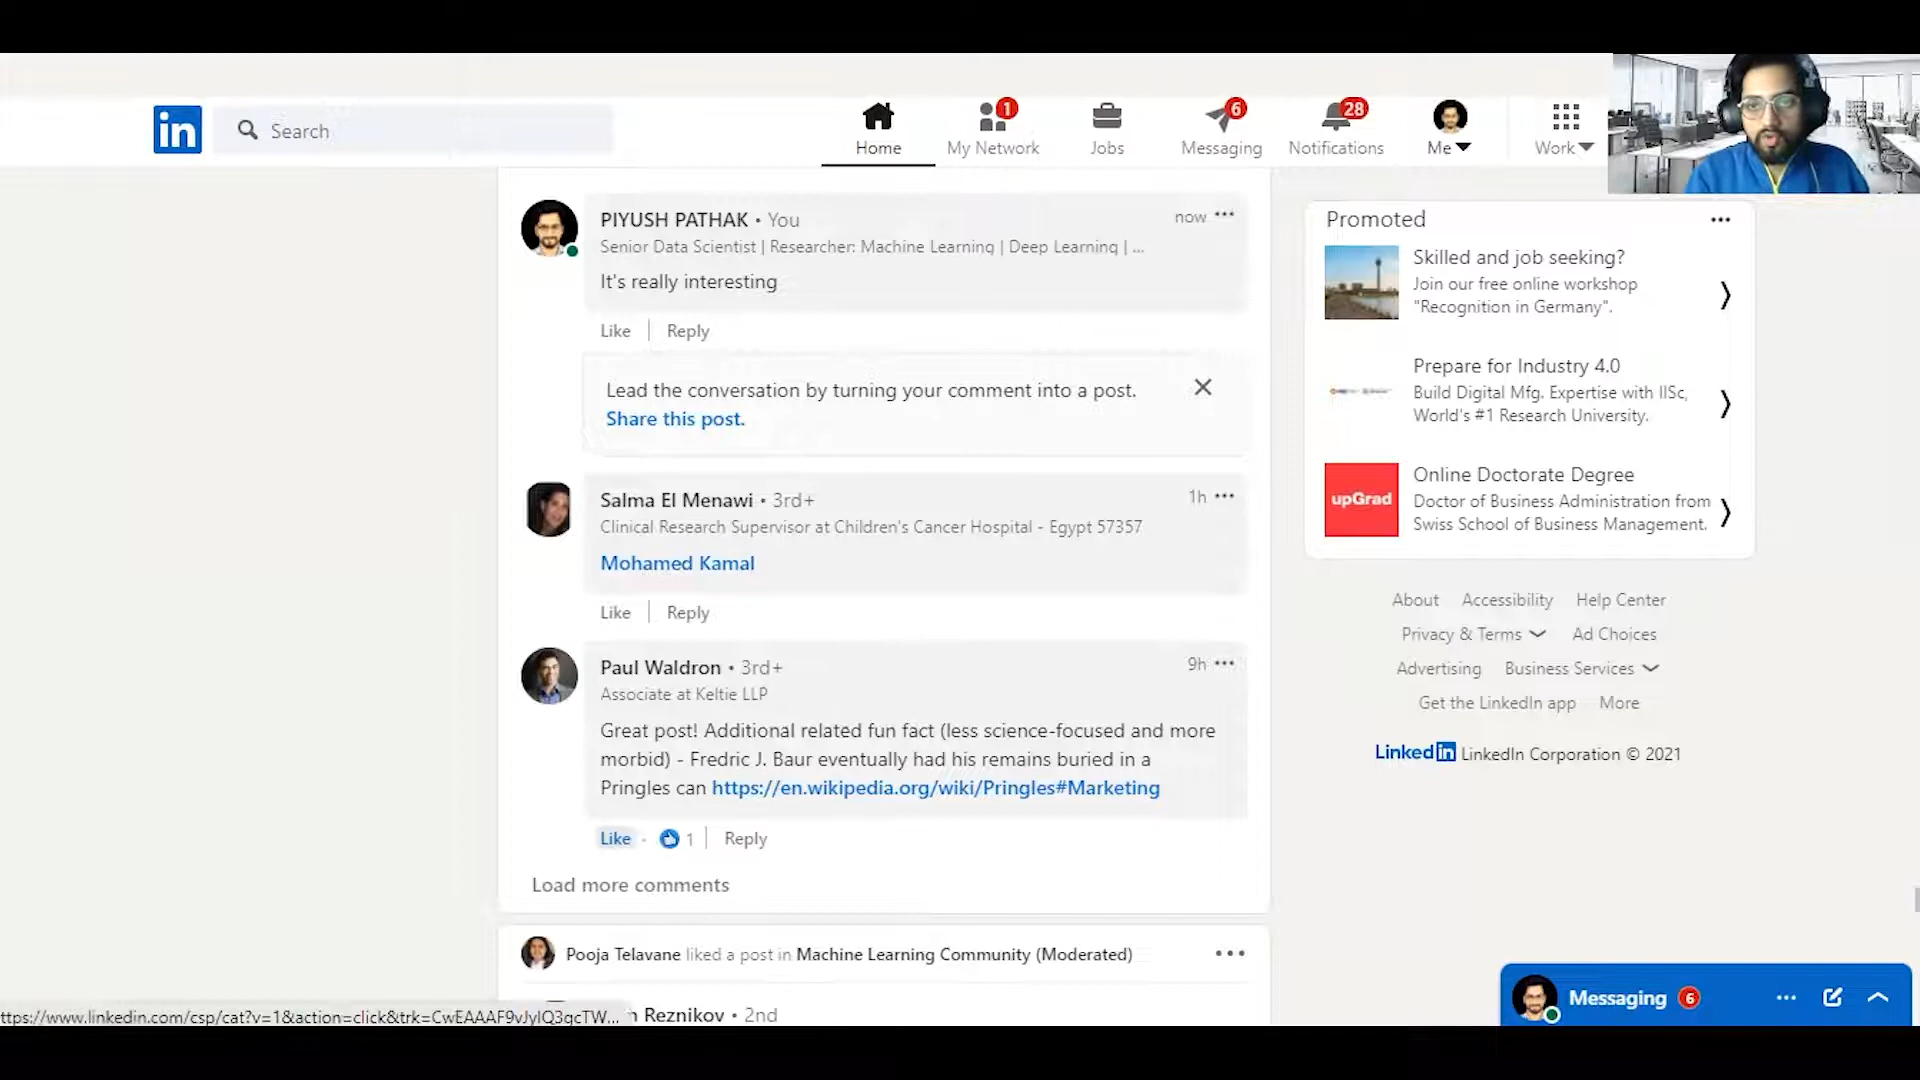 in
Search
Home
1
My Network
Jobs
6
Messaging
28
Notifications
Me
Work
PIYUSH PATHAK • You
now
Senior Data Scientist | Researcher: Machine Learning | Deep Learning | ...
It's really interesting
Like
Reply
Lead the conversation by turning your comment into a post.
Share this post.
Salma El Menawi • 3rd+
1h
Clinical Research Supervisor at Children's Cancer Hospital - Egypt 57357
Mohamed Kamal
Like
Reply
Paul Waldron • 3rd+
9h
Associate at Keltie LLP
Great post! Additional related fun fact (less science-focused and more
morbid) - Fredric J. Baur eventually had his remains buried in a
Pringles can https://en.wikipedia.org/wiki/Pringles#Marketing
Like
1
Reply
Load more comments
Pooja Telavane liked a post in Machine Learning Community (Moderated)
Reznikov • 2nd
Promoted
Skilled and job seeking?
Join our free online workshop
"Recognition in Germany".
Prepare for Industry 4.0
Build Digital Mfg. Expertise with IISc,
World's #1 Research University.
upGrad
Online Doctorate Degree
Doctor of Business Administration from
Swiss School of Business Management.
About Accessibility Help Center
Privacy & Terms Ad Choices
Advertising Business Services
Get the LinkedIn app More
LinkedIn LinkedIn Corporation © 2021
Messaging 6